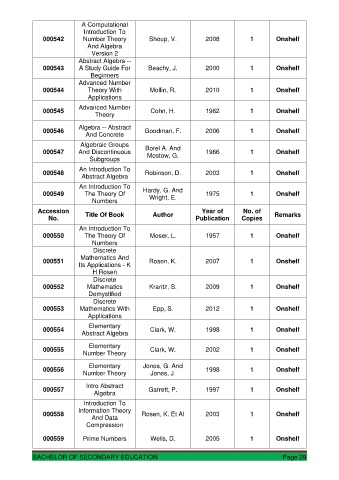 A Computational
Introduction To
000542 Number Theory Shoup, V. 2008 1 Onshelf
And Algebra
Version 2
Abstract Algebra --
000543 A Study Guide For Beachy, J. 2000 1 Onshelf
Beginners
Advanced Number
000544 Theory With Mollin, R. 2010 1 Onshelf
Applications
000545 Advanced Number Cohn, H. 1962 1 Onshelf
Theory
000546 Algebra -- Abstract Goodman, F. 2006 1 Onshelf
And Concrete
Algebraic Groups
000547 And Discontinuous Borel A. And 1966 1 Onshelf
Subgroups Mostow, G.
000548 An Introduction To Robinson, D. 2003 1 Onshelf
Abstract Algebra
An Introduction To
000549 The Theory Of Hardy, G. And 1975 1 Onshelf
Numbers Wright, E.
Accession Title Of Book Author Year of No. of Remarks
No. Publication Copies
An Introduction To
000550 The Theory Of Moser, L. 1957 1 Onshelf
Numbers
Discrete
Mathematics And
000551 Its Applications - K Rosen, K. 2007 1 Onshelf
H Rosen
Discrete
000552 Mathematics Krantz, S. 2009 1 Onshelf
Demystified
Discrete
000553 Mathematics With Epp, S. 2012 1 Onshelf
Applications
000554 Elementary Clark, W. 1998 1 Onshelf
Abstract Algebra
000555 Elementary Clark, W. 2002 1 Onshelf
Number Theory
000556 Elementary Jones, G. And 1998 1 Onshelf
Number Theory Jones, J.
000557 Intro Abstract Garrett, P. 1997 1 Onshelf
Algebra
Introduction To
000558 Information Theory Rosen, K. Et Al 2003 1 Onshelf
And Data
Compression
000559 Prime Numbers Wells, D. 2005 1 Onshelf
BACHELOR OF SECONDARY EDUCATION Page 29